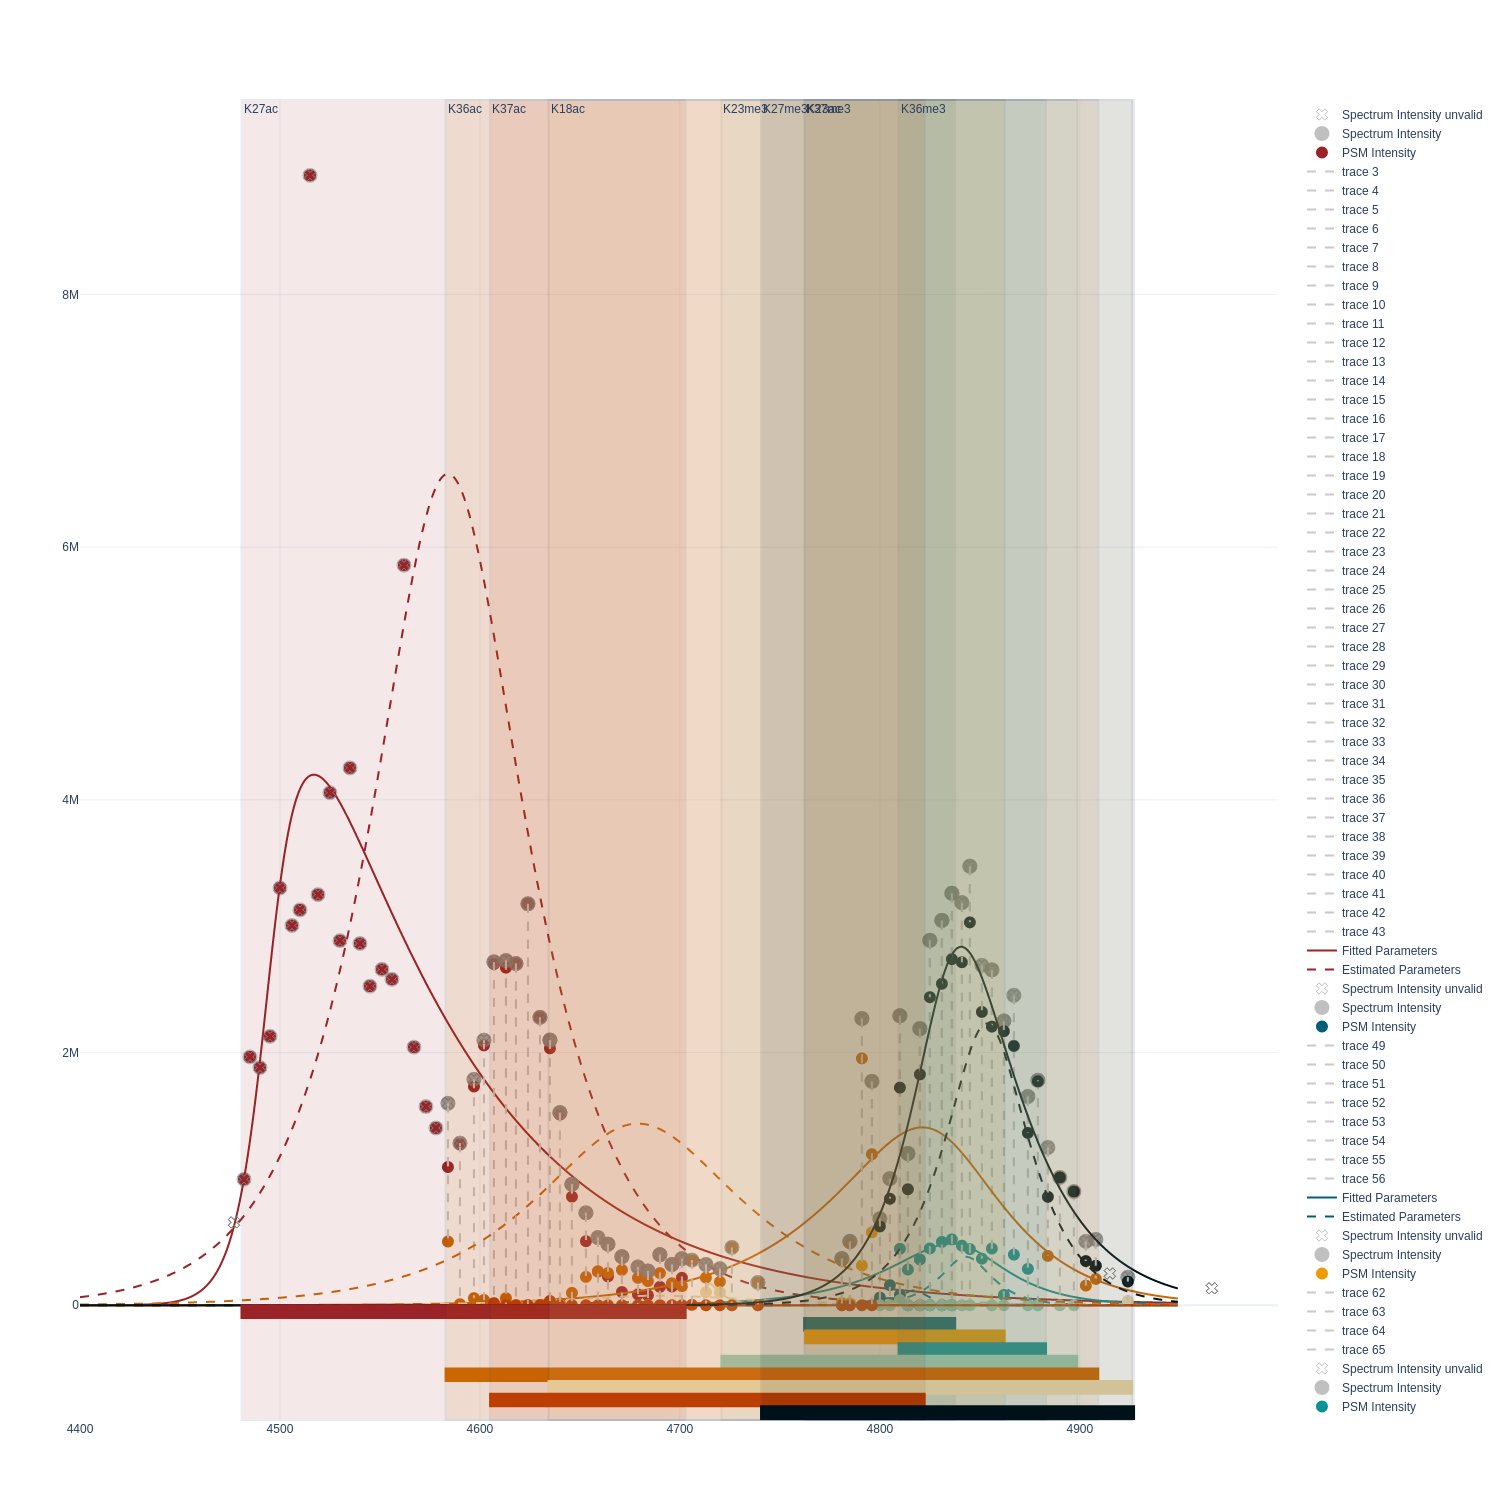 K27ac
K36ac
K37ac
K18ac
K23me3
K27me3
K36me3
8M
6M
4M
2M
0
4400
4500
4600
4700
4800
4900
Spectrum Intensity unvalid
Spectrum Intensity
PSM Intensity
trace 3
trace 4
trace 5
trace 6
trace 7
trace 8
trace 9
trace 10
trace 11
trace 12
trace 13
trace 14
trace 15
trace 16
trace 17
trace 18
trace 19
trace 20
trace 21
trace 22
trace 23
trace 24
trace 25
trace 26
trace 27
trace 28
trace 29
trace 30
trace 31
trace 32
trace 33
trace 34
trace 35
trace 36
trace 37
trace 38
trace 39
trace 40
trace 41
trace 42
trace 43
Fitted Parameters
Estimated Parameters
Spectrum Intensity unvalid
Spectrum Intensity
PSM Intensity
trace 49
trace 50
trace 51
trace 52
trace 53
trace 54
trace 55
trace 56
Fitted Parameters
Estimated Parameters
Spectrum Intensity unvalid
Spectrum Intensity
PSM Intensity
trace 62
trace 63
trace 64
trace 65
Spectrum Intensity unvalid
Spectrum Intensity
PSM Intensity